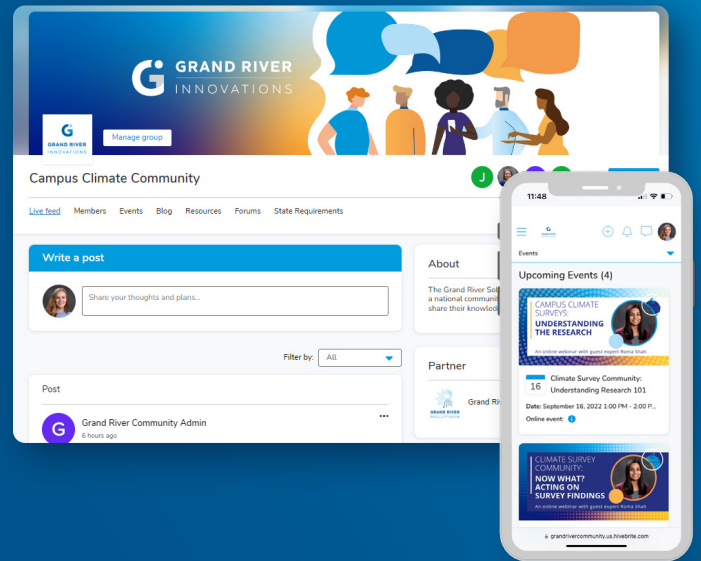 GRAND RIVER
INNOVATIONS
G
GRAND RIVER
INNOVATIONS
Manage group
Campus Climate Community
J
Live feed Members Events Blog Resources Forums State Requirements
Write a post
Share your thoughts and plans...
Filter by: All
Post
G
Grand River Community Admin
6 hours ago
...
About
The Grand River Sol
a national communit
share their knowled
Partner
GRAND RIVER
SOLUTIONS
Grand Ri
11:48
Events
Upcoming Events (4)
CAMPUS CLIMATE
SURVEYS:
UNDERSTANDING
THE RESEARCH
An online webinar with guest expert Roma Shah
16
Climate Survey Community:
Understanding Research 101
Date: September 16, 2022 1:00 PM - 2:00 P...
Online event:
CLIMATE SURVEY
COMMUNITY:
NOW WHAT?
ACTING ON
SURVEY FINDINGS
An online webinar with guest expert Roma Shah
grandrivercommunity.us.hivebrite.com